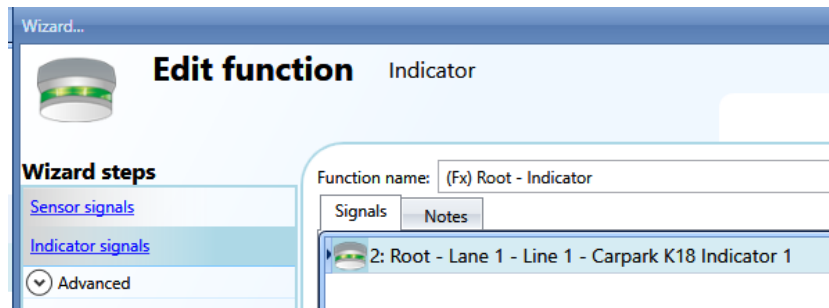 Wizard...
Edit function Indicator
Wizard steps
Function name: (Fx) Root - Indicator
Sensor signals
Signals Notes
Indicator signals
2: Root - Lane 1 - Line 1 - Carpark K18 Indicator 1
Advanced